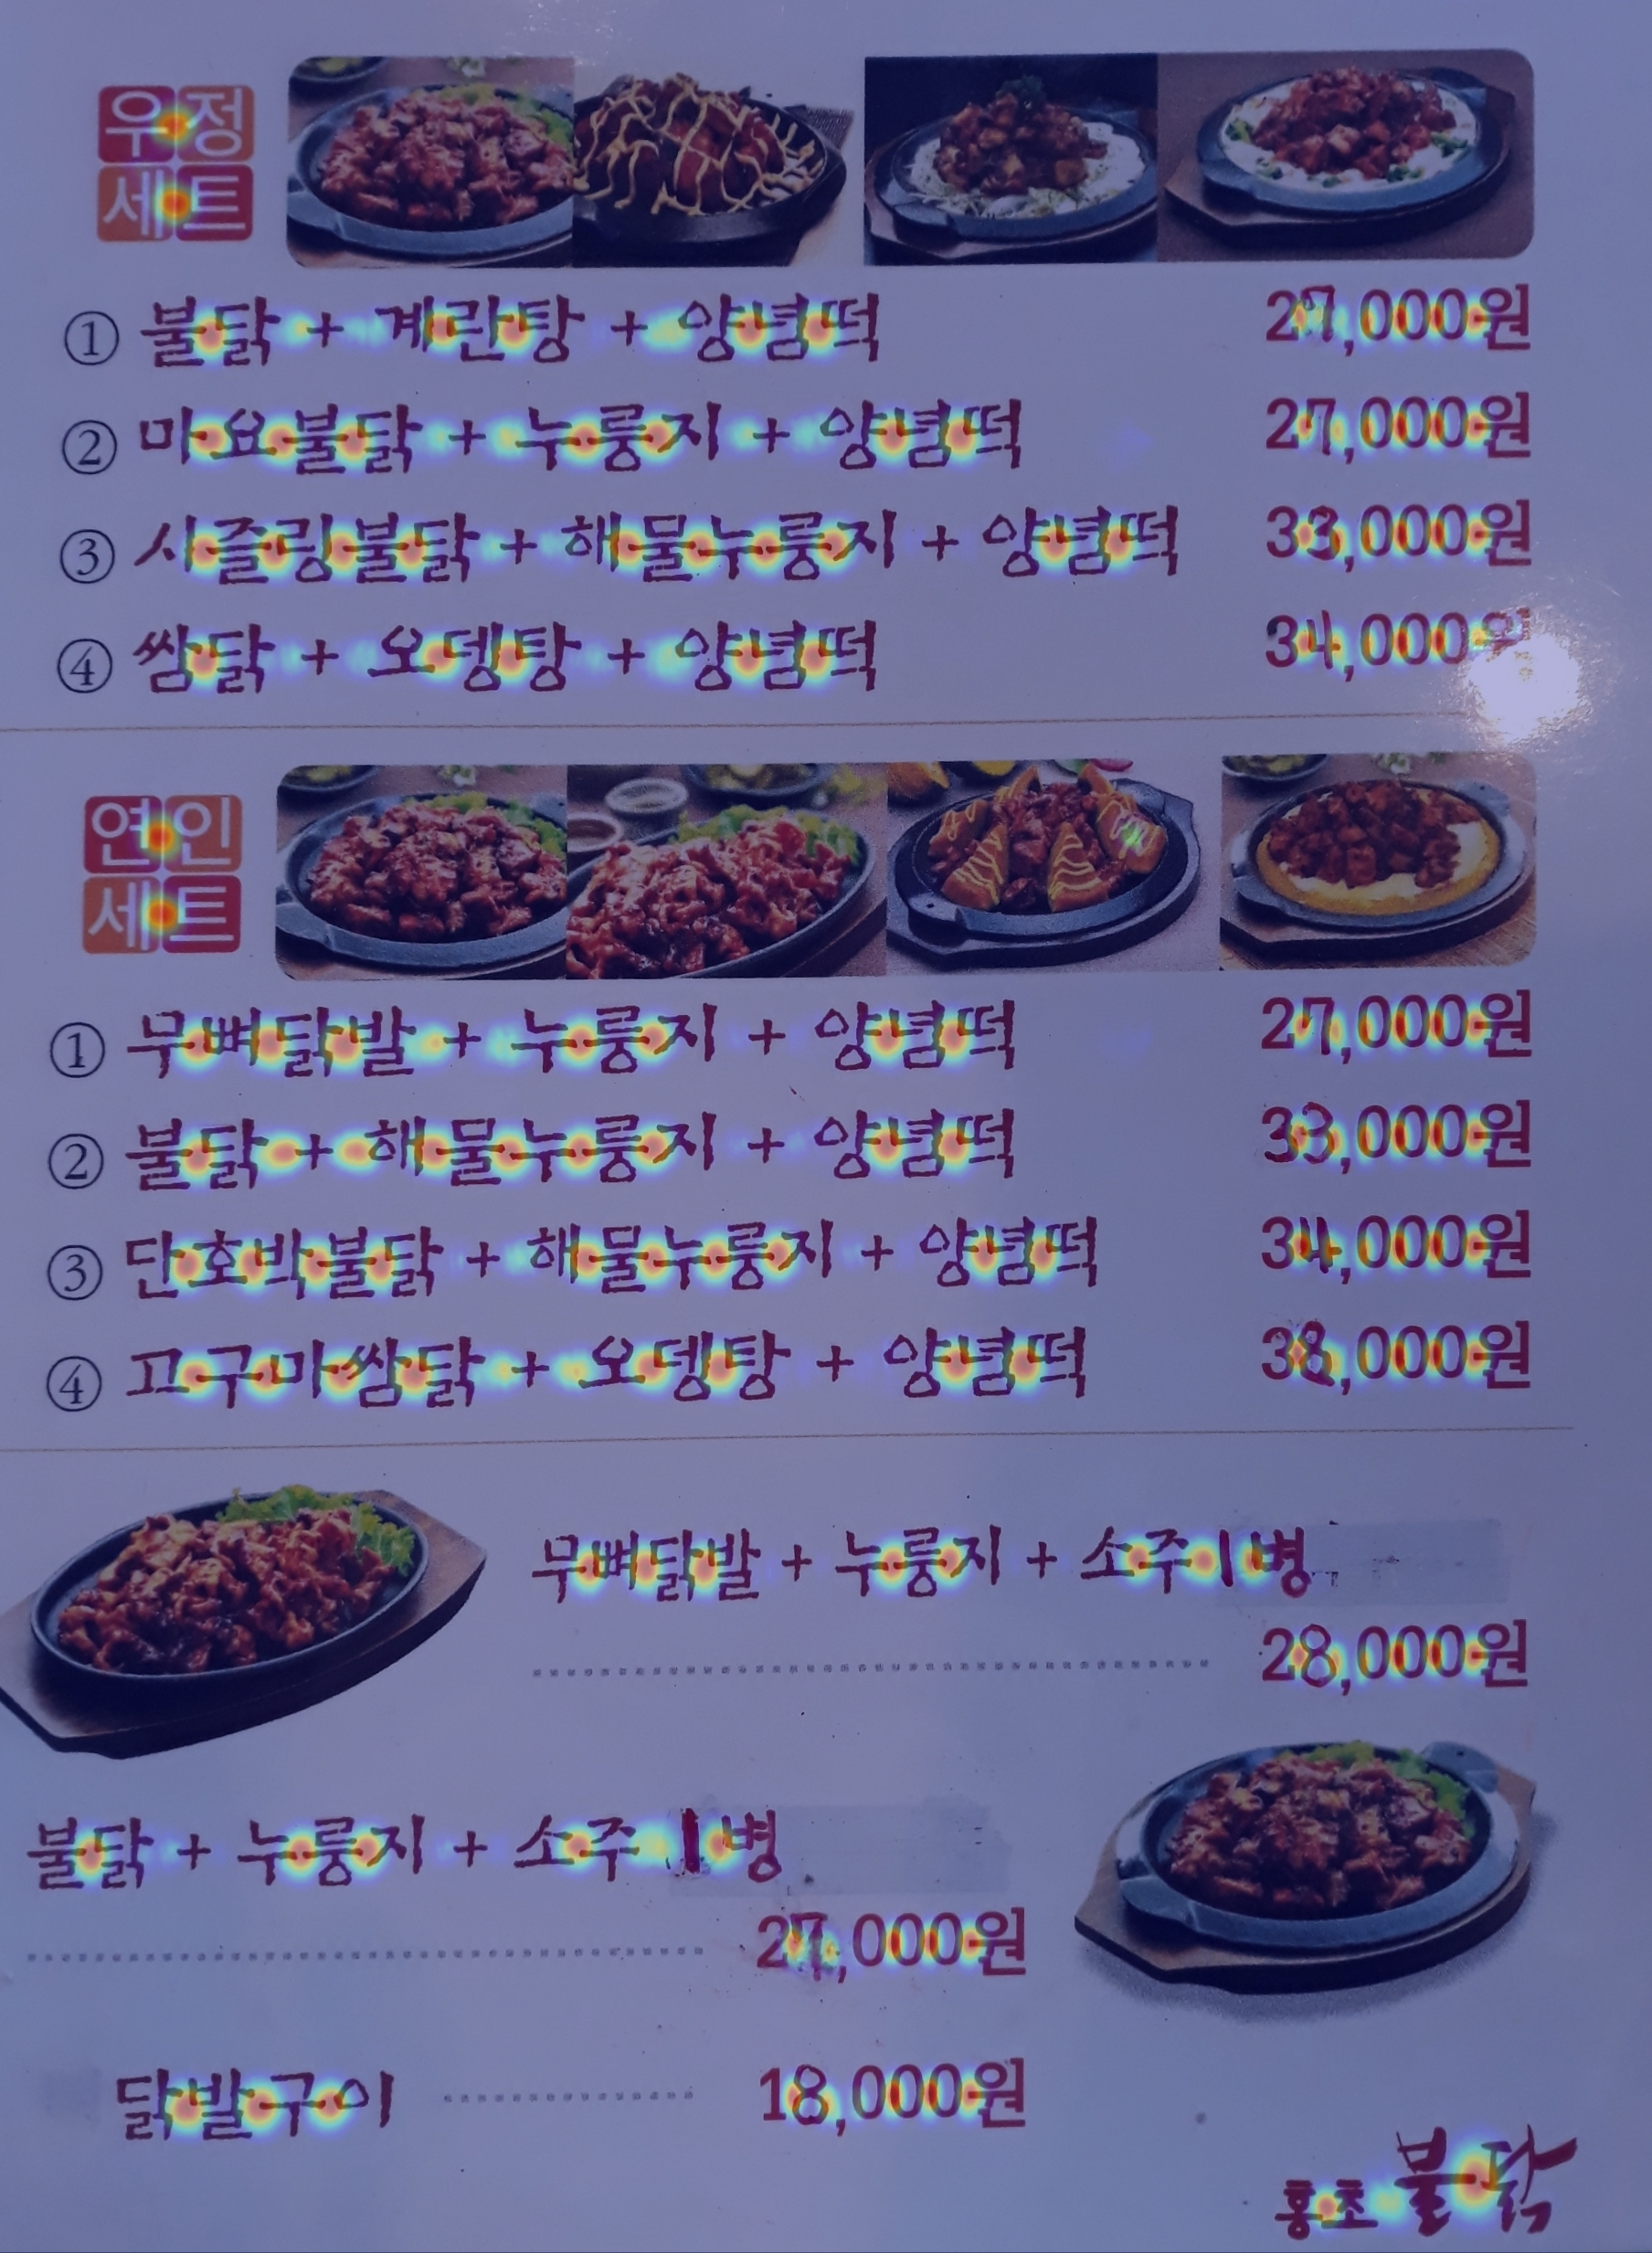 우정
세트
① 불닭 + 계란탕 + 양념떡 27,000원
② 마요불닭 + 누룽지 + 양념떡 27,000원
③ 시즐링불닭 + 해물누룽지 + 양념떡 33,000원
④ 쌈닭 + 오뎅탕 + 양념떡 34,000원
연인
세트
① 무뼈닭발 + 누룽지 + 양념떡 27,000원
② 불닭 + 해물누룽지 + 양념떡 33,000원
③ 단호박불닭 + 해물누룽지 + 양념떡 34,000원
④ 고구마쌈닭 + 오뎅탕 + 양념떡 38,000원
무뼈닭발 + 누룽지 + 소주1병
28,000원
불닭 + 누룽지 + 소주 1병
27,000원
닭발구이 18,000원
홍초불닭